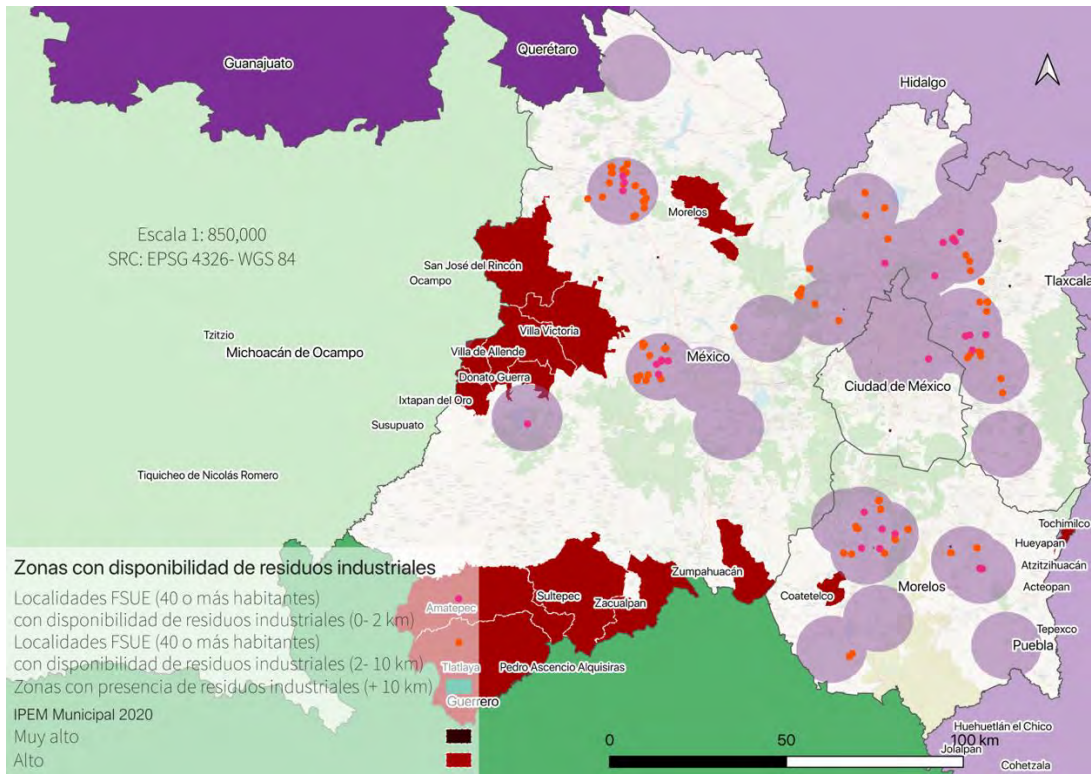 Guanajuato
Querétaro
Hidalgo
Escala 1: 850,000
SRC: EPSG 4326- WGS 84
Morelos
San José del Rincón
Ocampo
Tlaxcala
Tzitzio
Michoacán de Ocampo
Villa Victoria
Villa de Allende
México
Donato Guerra
Ciudad de México
Ixtapan del Oro
Susupuato
Tiquicheo de Nicolás Romero
Tochimilco
Hueyapan
Atzitzihuacán
Zumpahuacán
Acteopan
Morelos
Coatetelco
Sultepec
Zacualpan
Tepexco
Puebla
Pedro Ascencio Alquisiras
Zonas con disponibilidad de residuos industriales
Localidades FSUE (40 o más habitantes)
Amatepec
con disponibilidad de residuos industriales (0- 2 km)
Localidades FSUE (40 o más habitantes)
con disponibilidad de residuos industriales (2- 10 km)
Tlatlaya
Zonas con presencia de residuos industriales (+ 10 km)
Guerrero
IPEM Municipal 2020
Muy alto
Alto
Huehuetlán el Chico
0 50 100 km
Jolalpan
Cohetzala